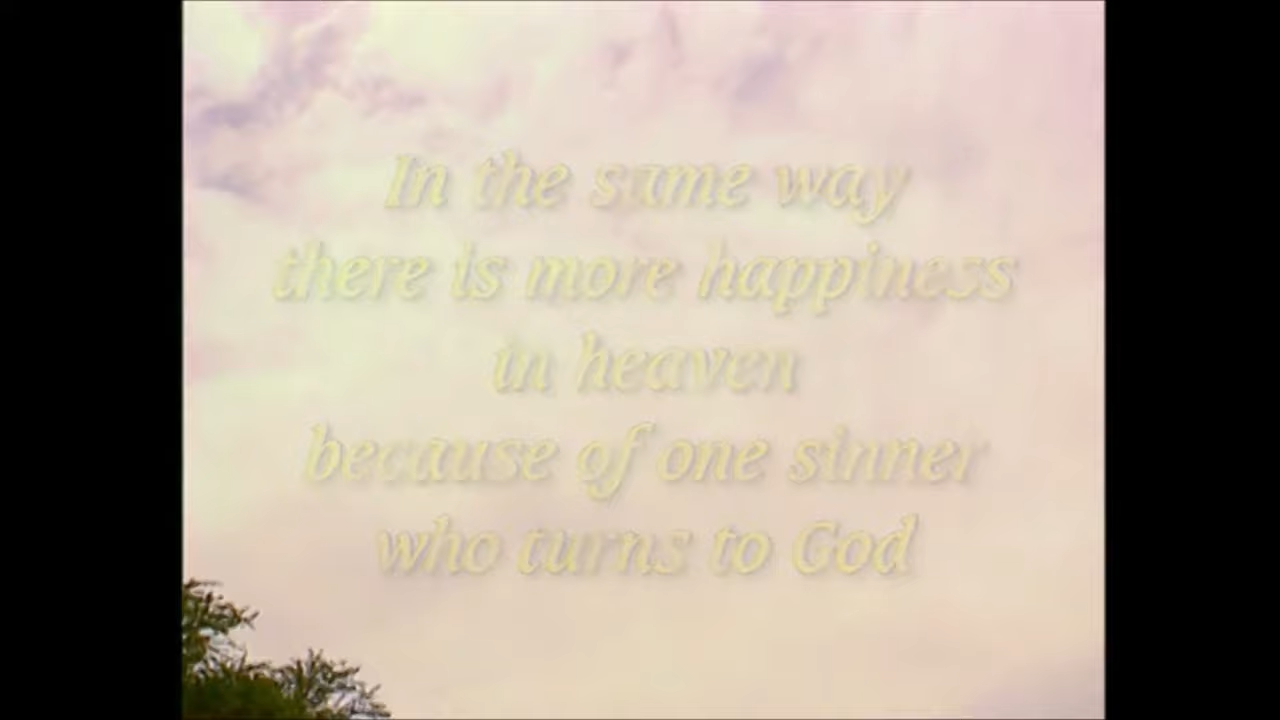 In the same way
there is more happiness
in heaven
because of one sinner
who turns to God